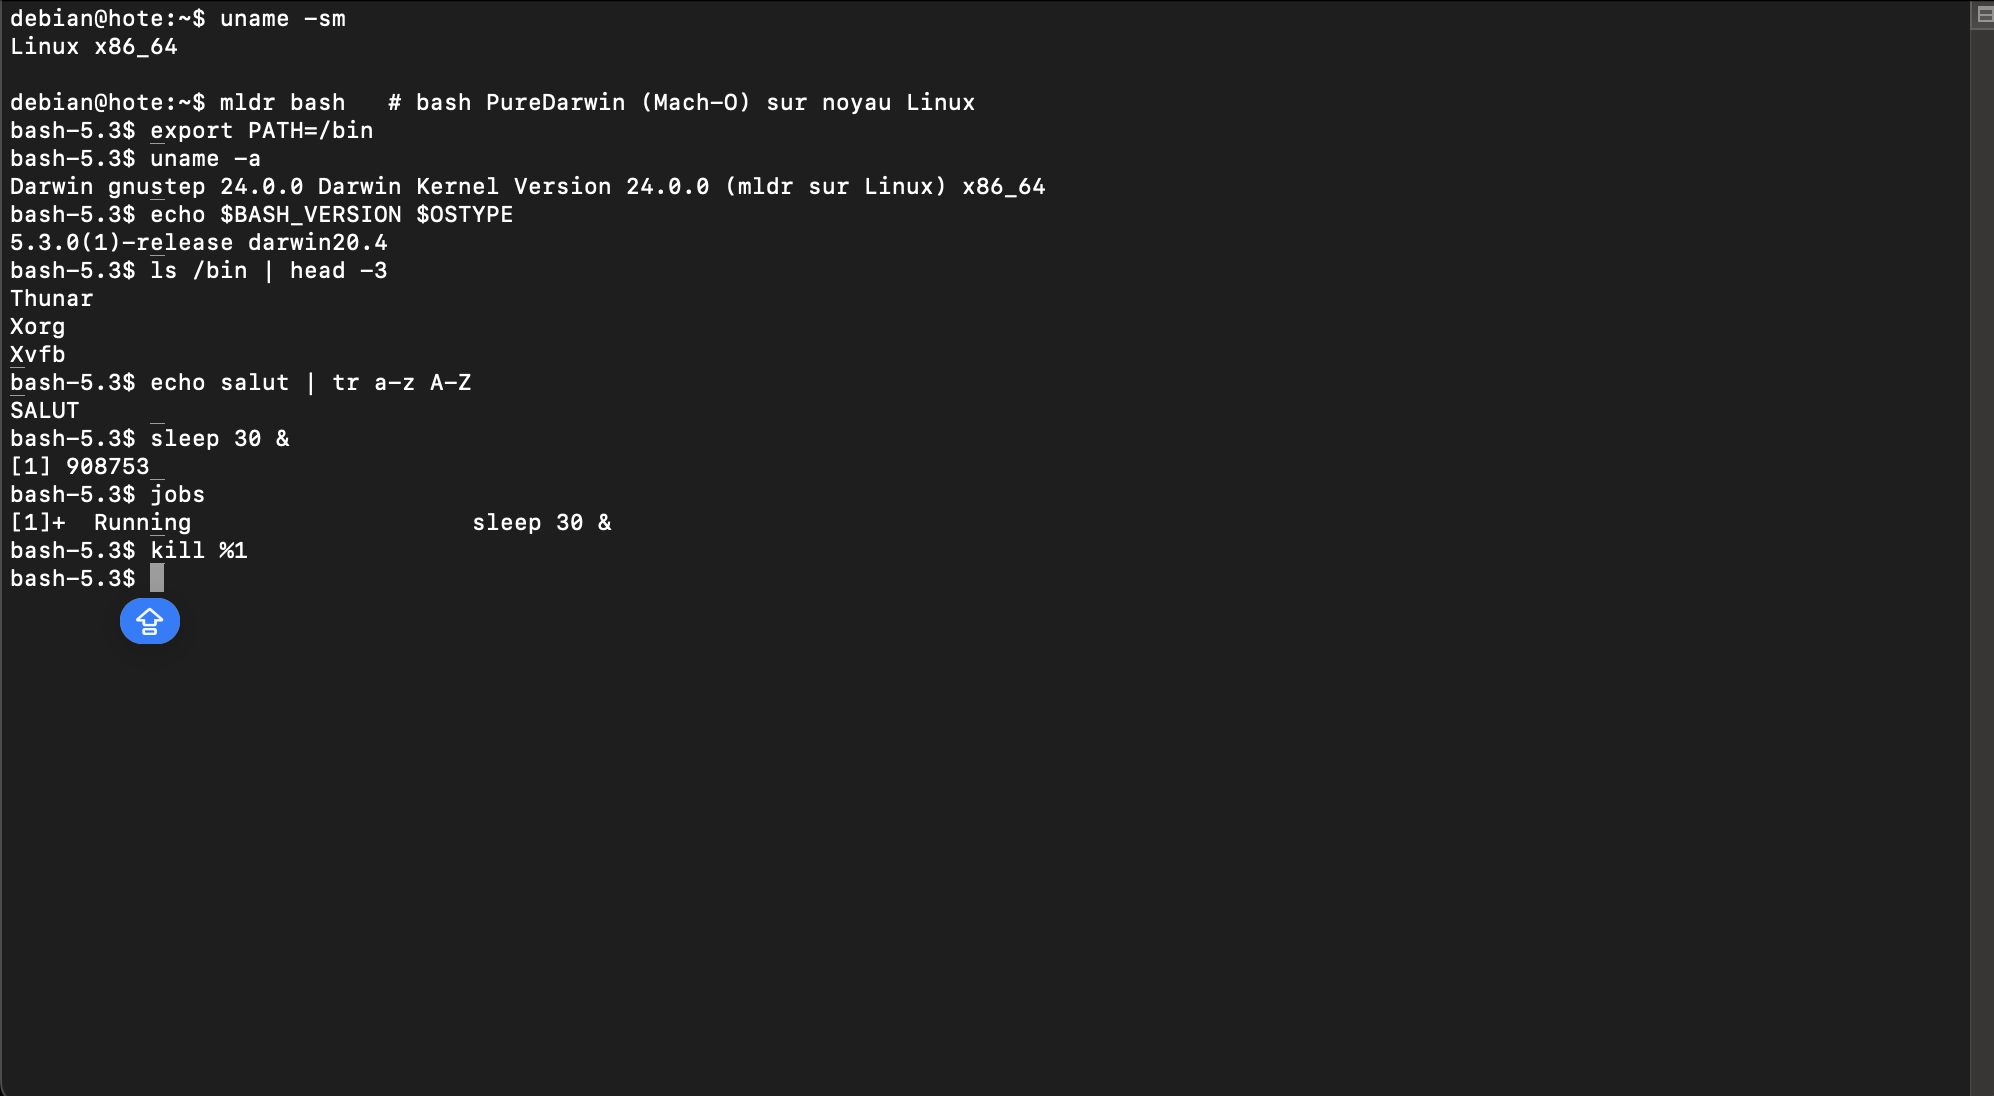 debian@hote:~$ uname -sm
Linux x86_64
debian@hote:~$ mldr bash   # bash PureDarwin (Mach-O) sur noyau Linux
bash-5.3$ export PATH=/bin
bash-5.3$ uname -a
Darwin gnustep 24.0.0 Darwin Kernel Version 24.0.0 (mldr sur Linux) x86_64
bash-5.3$ echo $BASH_VERSION $OSTYPE
5.3.0(1)-release darwin20.4
bash-5.3$ ls /bin | head -3
Thunar
Xorg
Xvfb
bash-5.3$ echo salut | tr a-z A-Z
SALUT
bash-5.3$ sleep 30 &
[1] 908753
bash-5.3$ jobs
[1]+  Running                    sleep 30 &
bash-5.3$ kill %1
bash-5.3$